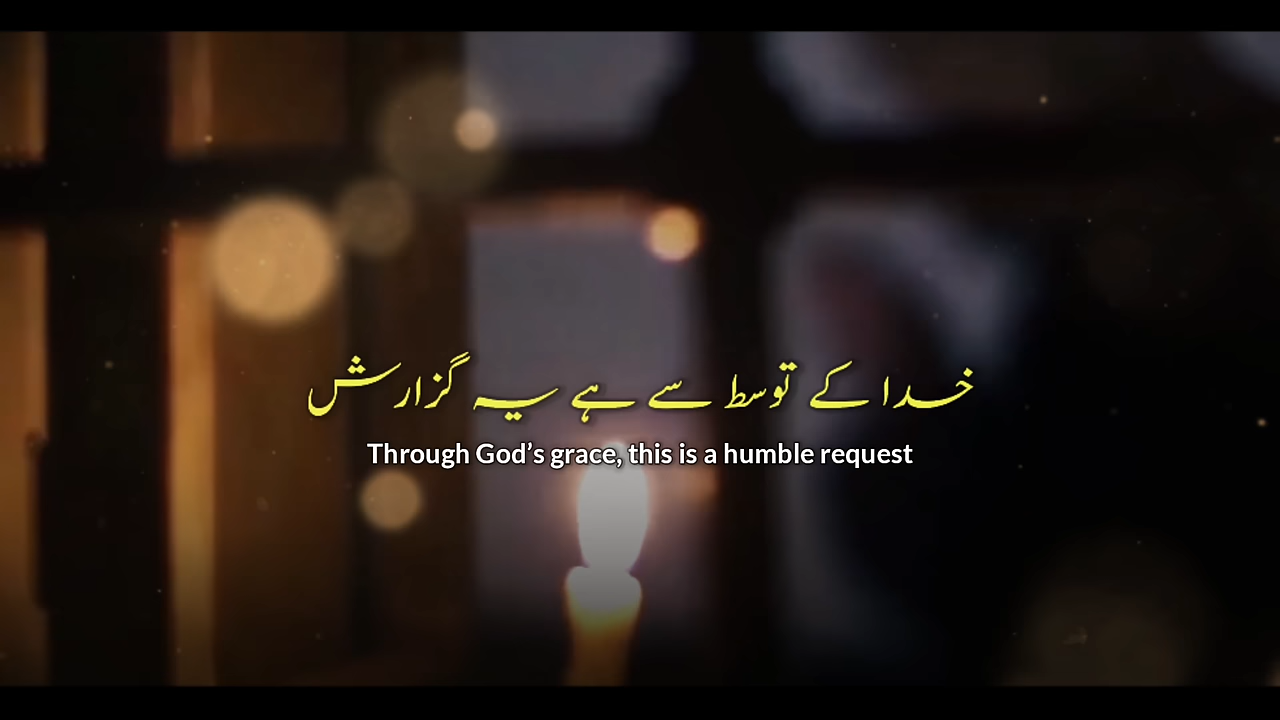 خدا کے توسط سے ہے یہ گزارش
Through God’s grace, this is a humble request